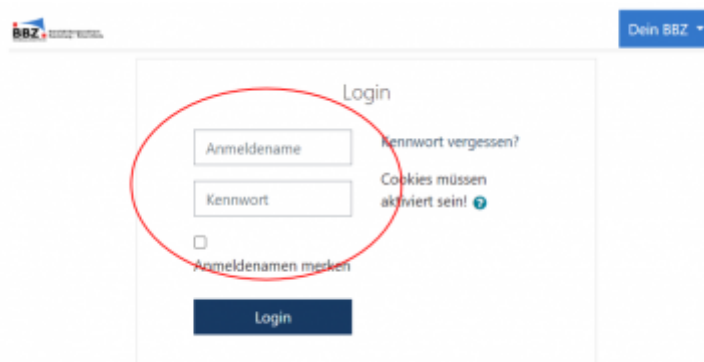 BBZ
Dein BBZ
Login
Anmeldename
Kennwort vergessen?
Kennwort
Cookies müssen
aktiviert sein!
Anmeldenamen merken
Login